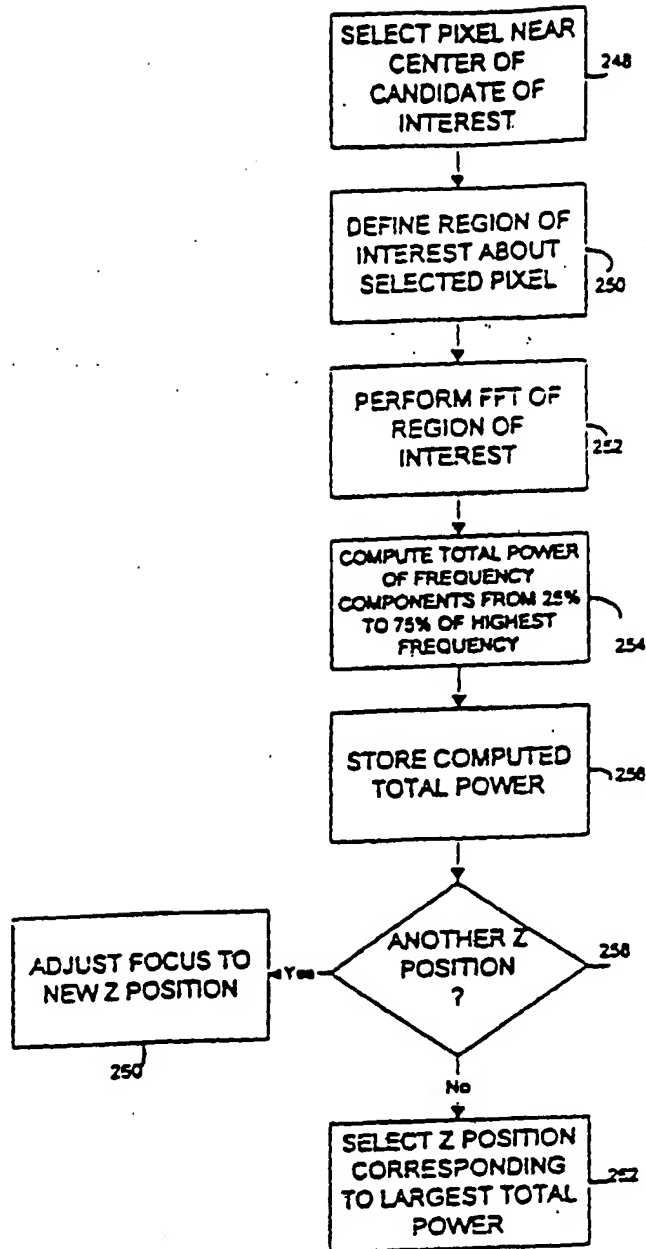 SELECT PIXEL NEAR
CENTER OF
CANDIDATE OF
INTEREST
248
DEFINE REGION OF
INTEREST ABOUT
SELECTED PIXEL
250
PERFORM FFT OF
REGION OF
INTEREST
252
COMPUTE TOTAL POWER
OF FREQUENCY
COMPONENTS FROM 25%
TO 75% OF HIGHEST
FREQUENCY
254
STORE COMPUTED
TOTAL POWER
256
ANOTHER Z
POSITION
?
258
Yes
ADJUST FOCUS TO
NEW Z POSITION
250
No
SELECT Z POSITION
CORRESPONDING
TO LARGEST TOTAL
POWER
252